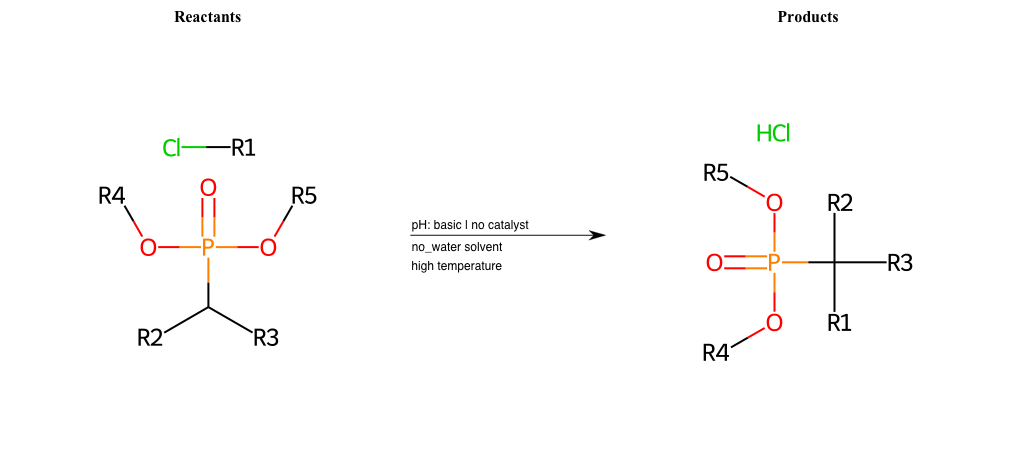 Reactants
Products
HCl
Cl R1
R5
R4 O R5
O R2
O P O
pH: basic | no catalyst
no_water solvent
high temperature
O P R3
R2 R3
O R1
R4